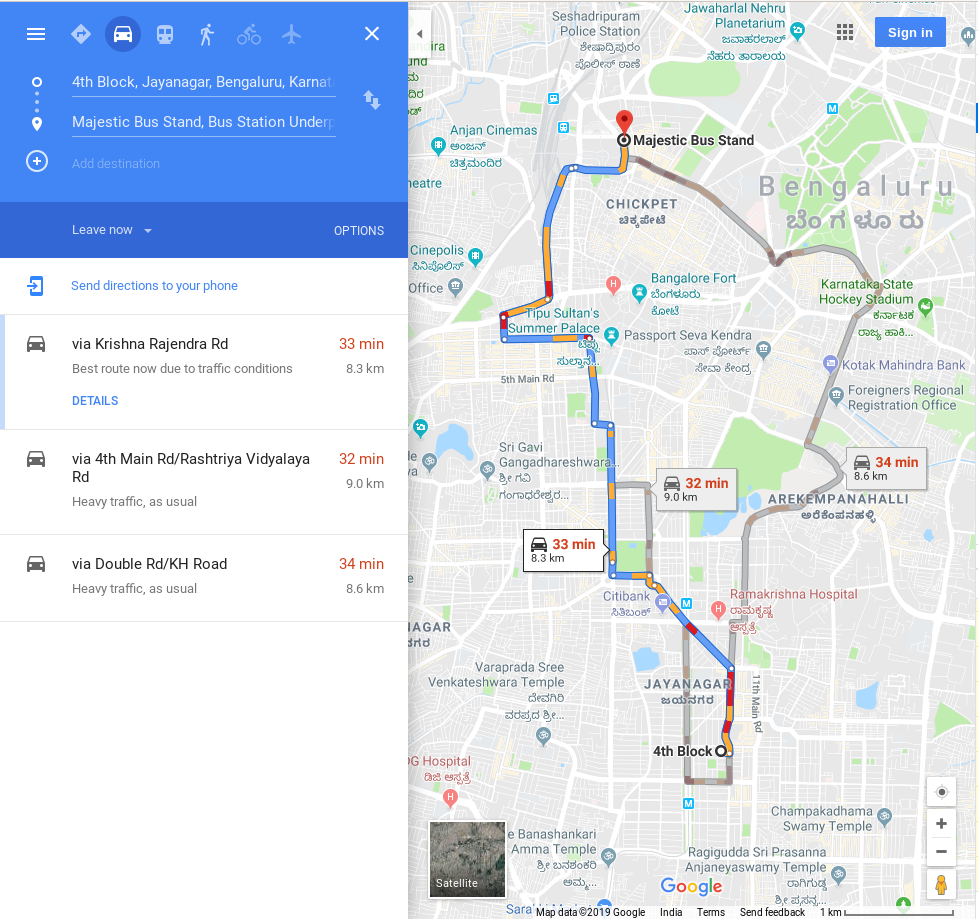 4th Block, Jayanagar, Bengaluru, Karnat
Majestic Bus Stand, Bus Station Underp
Add destination
Leave now
OPTIONS
Send directions to your phone
via Krishna Rajendra Rd
33 min
Best route now due to traffic conditions
8.3 km
DETAILS
via 4th Main Rd/Rashtriya Vidyalaya
Rd
32 min
9.0 km
Heavy traffic, as usual
via Double Rd/KH Road
34 min
Heavy traffic, as usual
8.6 km
Sign in
Seshadripuram
Police Station
ಶೇಷಾದ್ರಿಪುರಂ
ಪೊಲೀಸ್ ಠಾಣೆ
Jawaharlal Nehru
Planetarium
ಜವಾಹರಲಾಲ್
ನೆಹರು ತಾರಾಲಯ
Anjan Cinemas
ಅಂಜನ್
ಚಿತ್ರಮಂದಿರ
eatre
Majestic Bus Stand
Bengaluru
ಬೆಂಗಳೂರು
CHICKPET
ಚಿಕ್ಕಪೇಟೆ
Cinepolis
ಸಿನಿಪೊಲಿಸ್
Office
Bangalore Fort
ಬೆಂಗಳೂರು
ಕೋಟೆ
Karnataka State
Hockey Stadium
ಕರ್ನಾಟಕ
ರಾಜ್ಯ ಹಾಕಿ...
Tipu Sultan's
Summer Palace
ಟಿಪ್ಪು
ಸುಲ್ತಾನ...
Passport Seva Kendra
ಪಾಸ್ ಪೋರ್ಟ್
ಸೇವಾ ಕೇಂದ್ರ
Kotak Mahindra Bank
5th Main Rd
Foreigners Regional
Registration Office
Sri Gavi
Gangadhareshwara...
ಶ್ರೀ ಗವಿ
ಗಂಗಾಧರೇಶ್ವರ...
34 min
8.6 km
32 min
9.0 km
AREKEMPANAHALLI
ಅರೆಕೆಂಪನಹಳ್ಳಿ
33 min
8.3 km
Citibank
ಸಿತಿಬಂಕ್
Ramakrishna Hospital
ರಾಮಕೃಷ್ಣ
ಆಸ್ಪತ್ರೆ
NAGAR
Varaprada Sree
Venkateshwara Temple
ದೇವಗಿರಿ
ವರಪ್ರದ ಶ್ರೀ...
JAYANAGAR
ಜಯನಗರ
11th Main Rd
4th Block
DG Hospital
ಡಿಜಿ ಆಸ್ಪತ್ರೆ
Champakadhama
Swamy Temple
e Banashankari
Amma Temple
ಶ್ರೀ ಬನಶಂಕರಿ
ಅಮ್ಮ...
Ragigudda Sri Prasanna
Anjaneyaswamy Temple
ರಾಗಿಗುಡ್ಡ
ಶ್ರೀ ಪ್ರಸನ್ನ...
Satellite
Google
Map data ©2019 Google India Terms Send feedback 1 km